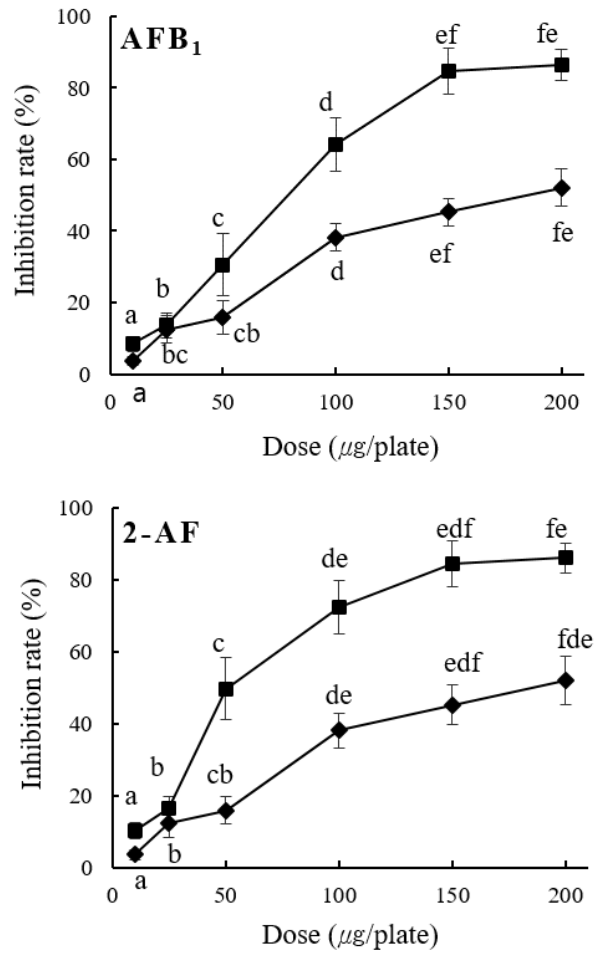 AFB1
100
80
60
40
20
0
Inhibition rate (%)
a
b
c
d
ef
fe
a
bc
cb
d
ef
fe
0 50 100 150 200
Dose (μg/plate)
2-AF
100
80
60
40
20
0
Inhibition rate (%)
a
b
c
de
edf
fe
a
b
cb
de
edf
fde
0 50 100 150 200
Dose (μg/plate)